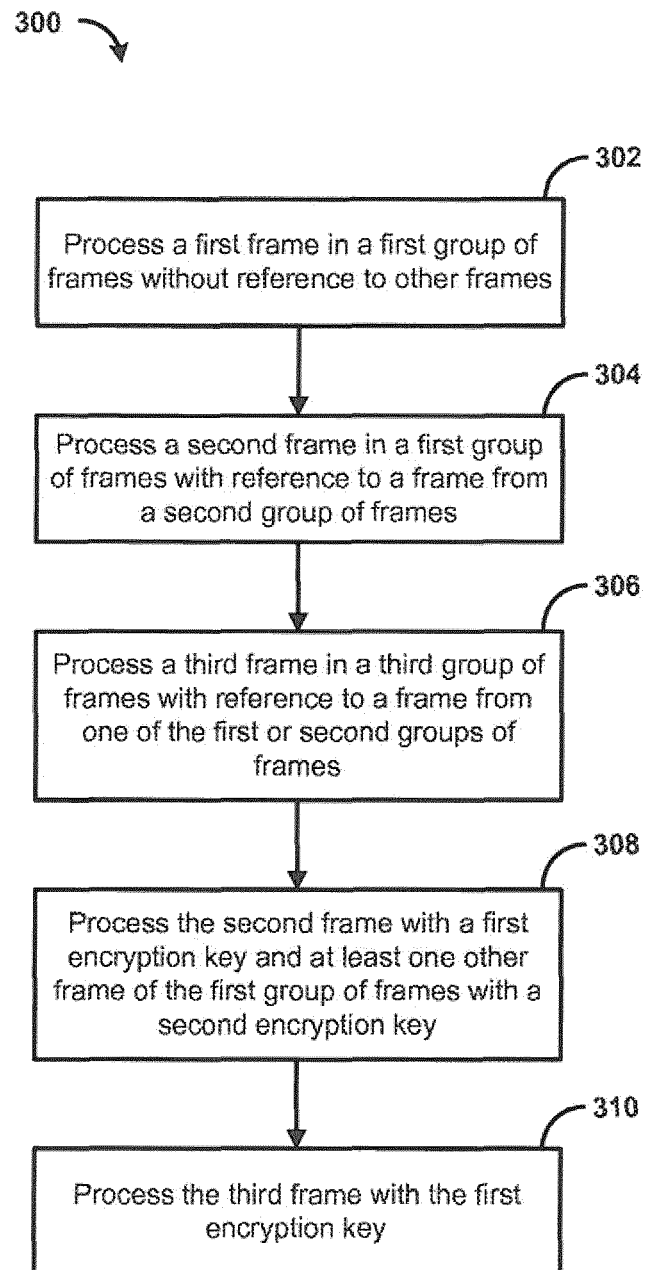 300
302
Process a first frame in a first group of
frames without reference to other frames
304
Process a second frame in a first group
of frames with reference to a frame from
a second group of frames
306
Process a third frame in a third group of
frames with reference to a frame from
one of the first or second groups of
frames
308
Process the second frame with a first
encryption key and at least one other
frame of the first group of frames with a
second encryption key
310
Process the third frame with the first
encryption key